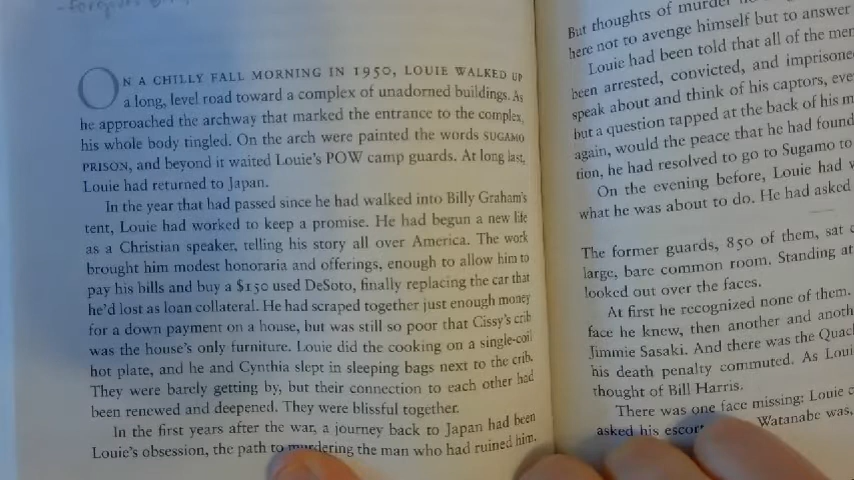 ON A CHILLY FALL MORNING IN 1950, LOUIE WALKED UP
a long, level road toward a complex of unadorned buildings. As
he approached the archway that marked the entrance to the complex,
his whole body tingled. On the arch were painted the words SUGAMO
PRISON, and beyond it waited Louie's POW camp guards. At long last,
Louie had returned to Japan.
In the year that had passed since he had walked into Billy Graham's
tent, Louie had worked to keep a promise. He had begun a new life
as a Christian speaker, telling his story all over America. The work
brought him modest honoraria and offerings, enough to allow him to
pay his bills and buy a $150 used DeSoto, finally replacing the car that
he'd lost as loan collateral. He had scraped together just enough money
for a down payment on a house, but was still so poor that Cissy's crib
was the house's only furniture. Louie did the cooking on a single-coil
hot plate, and he and Cynthia slept in sleeping bags next to the crib.
They were barely getting by, but their connection to each other had
been renewed and deepened. They were blissful together.
In the first years after the war, a journey back to Japan had been
Louie's obsession, the path to murdering the man who had ruined him.
But thoughts of murder
here not to avenge himself but to answer
Louie had been told that all of the
been arrested, convicted, and
speak about and think of his captors,
but a question tapped at the back of his
again, would the peace that he had found
tion, he had resolved to go to Sugamo to
On the evening before, Louie had
what he was about to do. He had asked
The former guards, 850 of them, sat
large, bare common room. Standing at
looked out over the faces.
At first he recognized none of them.
face he knew, then another and
Jimmie Sasaki. And there was the
his death penalty commuted. As
thought of Bill Harris.
There was one face missing: Louie
asked his Watanabe was,